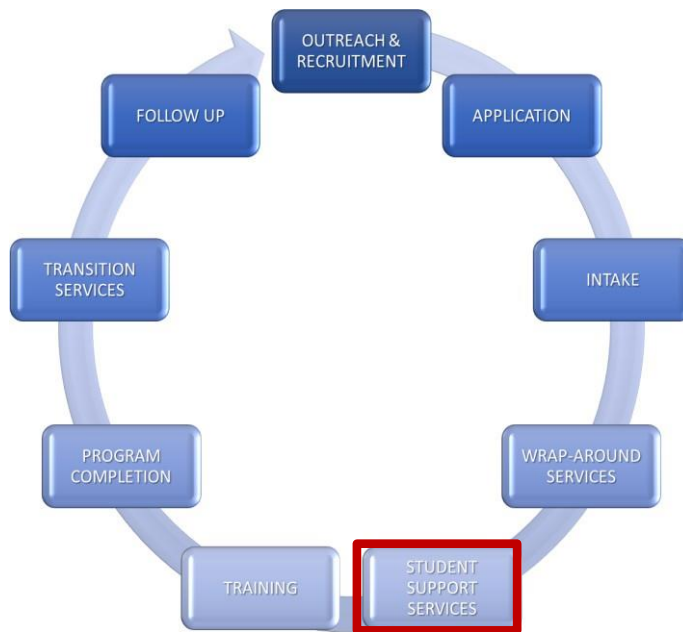 OUTREACH &
RECRUITMENT
APPLICATION
INTAKE
WRAP-AROUND
SERVICES
STUDENT
SUPPORT
SERVICES
TRAINING
PROGRAM
COMPLETION
TRANSITION
SERVICES
FOLLOW UP